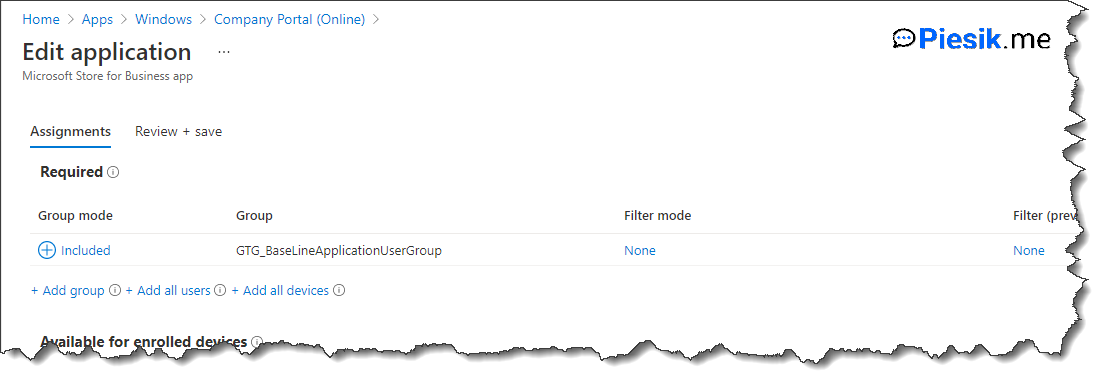 Home > Apps > Windows > Company Portal (Online) >
Edit application ...
Piesik.me
Microsoft Store for Business app
Assignments Review + save
Required
Group mode Group Filter mode Filter (prev
Included GTG_BaseLineApplicationUserGroup None None
+ Add group + Add all users + Add all devices
Available for enrolled devices